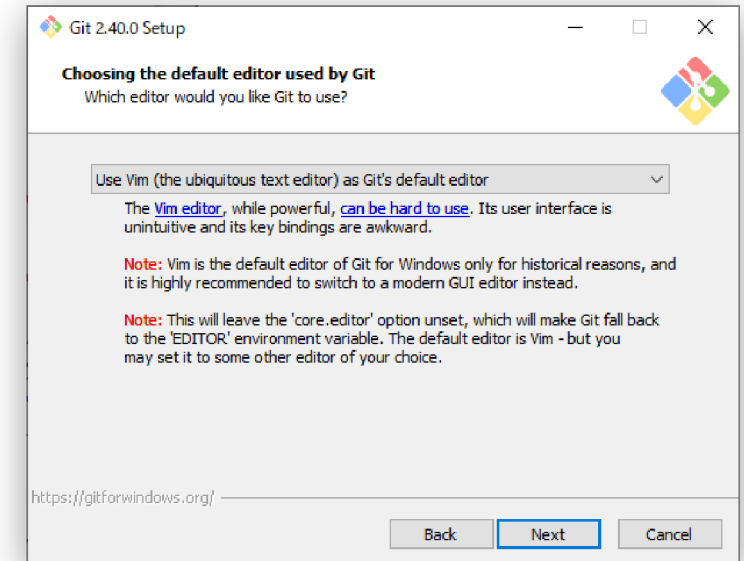 Git 2.40.0 Setup
Choosing the default editor used by Git
Which editor would you like Git to use?
Use Vim (the ubiquitous text editor) as Git's default editor
The Vim editor, while powerful, can be hard to use. Its user interface is
unintuitive and its key bindings are awkward.
Note: Vim is the default editor of Git for Windows only for historical reasons, and
it is highly recommended to switch to a modern GUI editor instead.
Note: This will leave the 'core.editor' option unset, which will make Git fall back
to the 'EDITOR' environment variable. The default editor is Vim - but you
may set it to some other editor of your choice.
https://gitforwindows.org/
Back Next Cancel